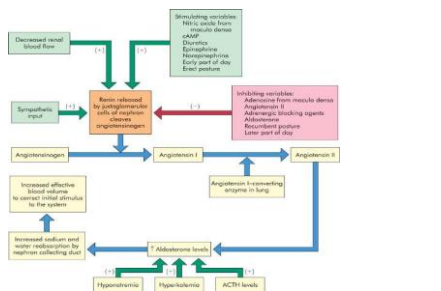 Decreased renal
blood flow
(+)
Stimulating variables:
Nitric oxide from
macula densa
cAMP
Diuretics
Epinephrine
Norepinephrine
Early part of day
Erect posture
Sympathetic
input
(+)
Renin released
by juxtaglomerular
cells of nephron
cleaves
angiotensinogen
(−)
Inhibiting variables:
Adenosine from macula densa
Angiotensin II
Adrenergic blocking agents
Aldosterone
Recumbent posture
Later part of day
Angiotensinogen
Angiotensin I
Angiotensin II
Increased effective
blood volume
to correct initial stimulus
to the system
Angiotensin I–converting
enzyme in lung
Increased sodium and
water reabsorption by
nephron collecting duct
↑ Aldosterone levels
Hyponatremia
Hyperkalemia
ACTH levels